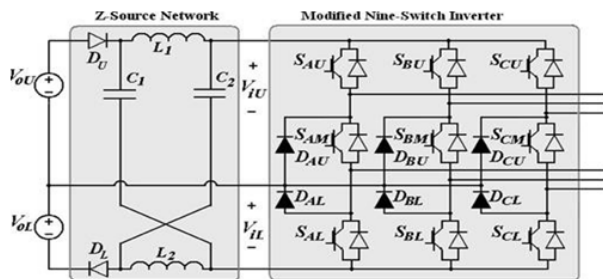 Z-Source Network Modified Nine-Switch Inverter
D_U L_1 S_AU S_BU S_CU
V_oU C_1 C_2 + V_iU −
S_AM S_BM S_CM
D_AU D_BU D_CU
D_AL D_BL D_CL
V_oL D_L L_2 + V_iL − S_AL S_BL S_CL